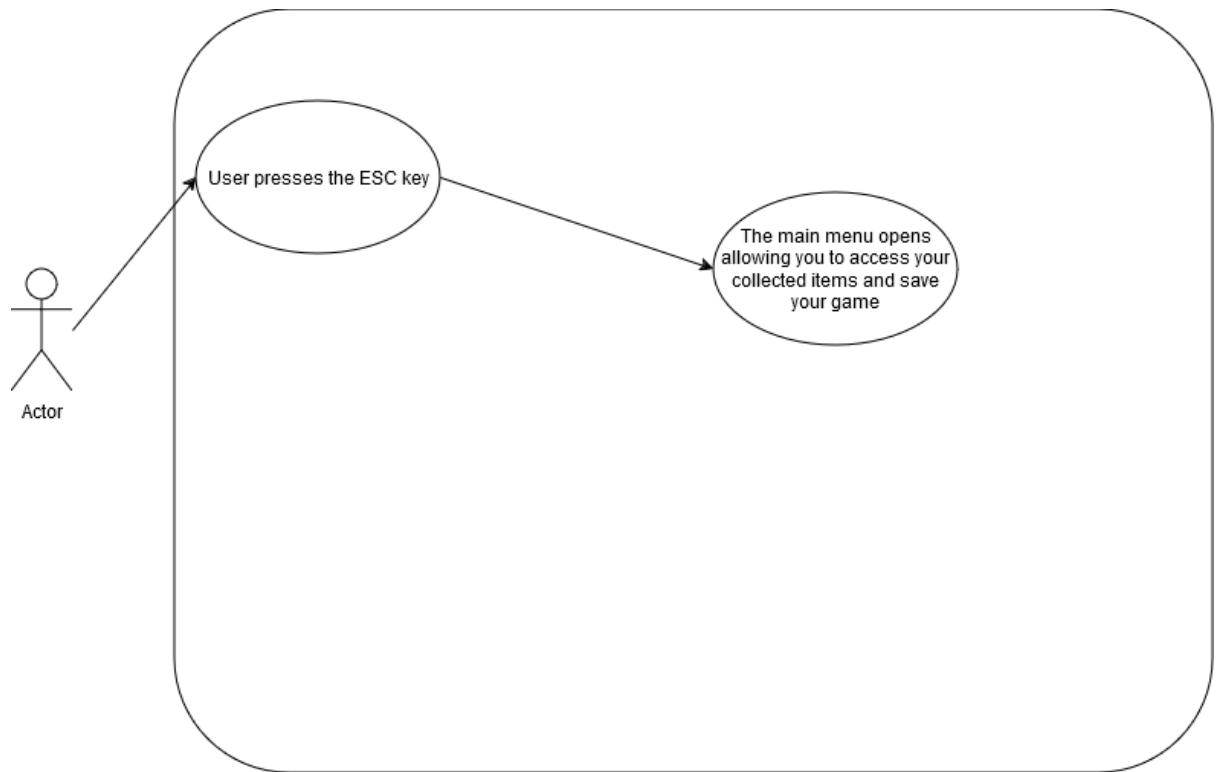 User presses the ESC key
The main menu opens
allowing you to access your
collected items and save
your game
Actor